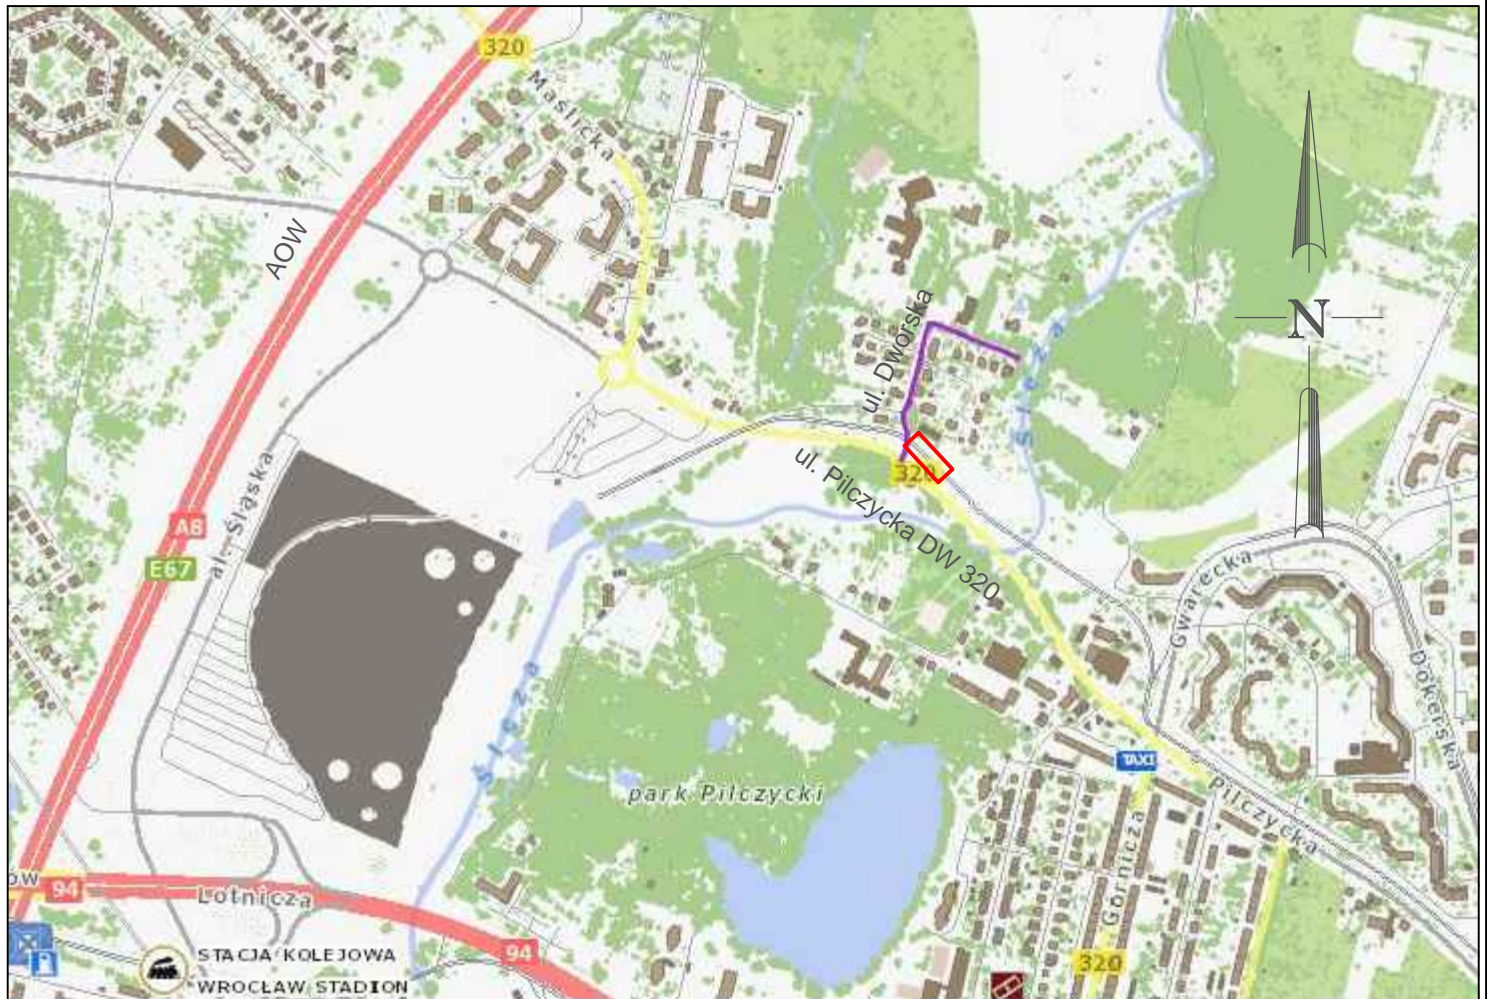 320
Maślicka
AOW
N
ul. Dworska
Ślęza
320
ul. Pilczycka DW 320
al. Śląska
A8
E67
Gwarecka
Dokerska
Ślęza
TAXI
park Pilczycki
Pilczycka
Górnicza
ów
94
Lotnicza
94
320
STACJA KOLEJOWA
WROCŁAW STADION